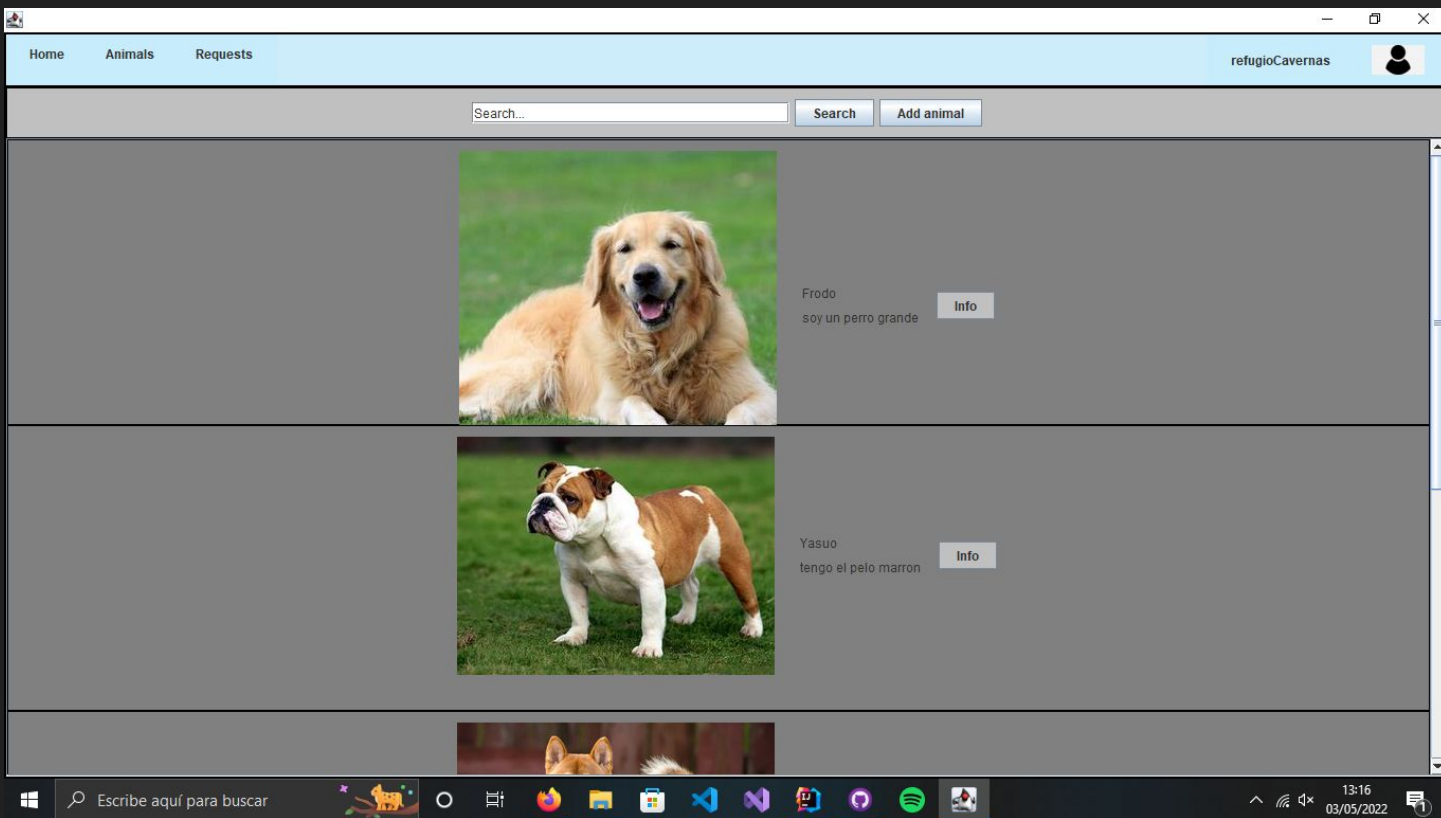 Home Animals Requests refugioCavernas
Search... Search Add animal
Frodo
soy un perro grande
Info
Yasuo
tengo el pelo marron
Info
Escribe aquí para buscar
13:16
03/05/2022
1